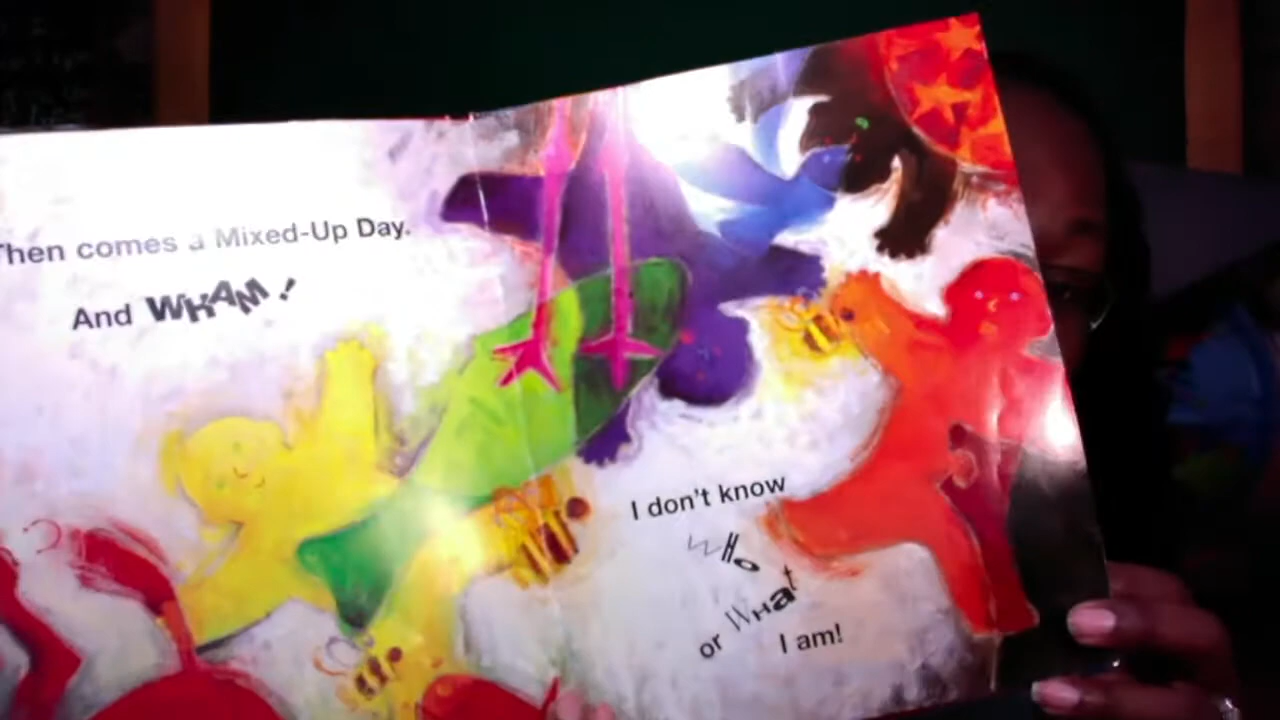 Then comes a Mixed-Up Day.
And WHAM!
I don't know
WHo
or WHat
I am!